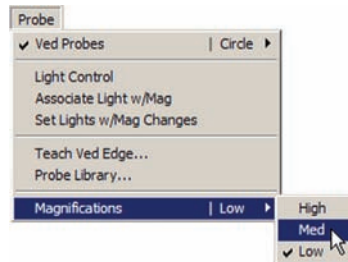 Probe
Ved Probes | Circle
Light Control
Associate Light w/Mag
Set Lights w/Mag Changes
Teach Ved Edge...
Probe Library...
Magnifications | Low
High
Med
Low